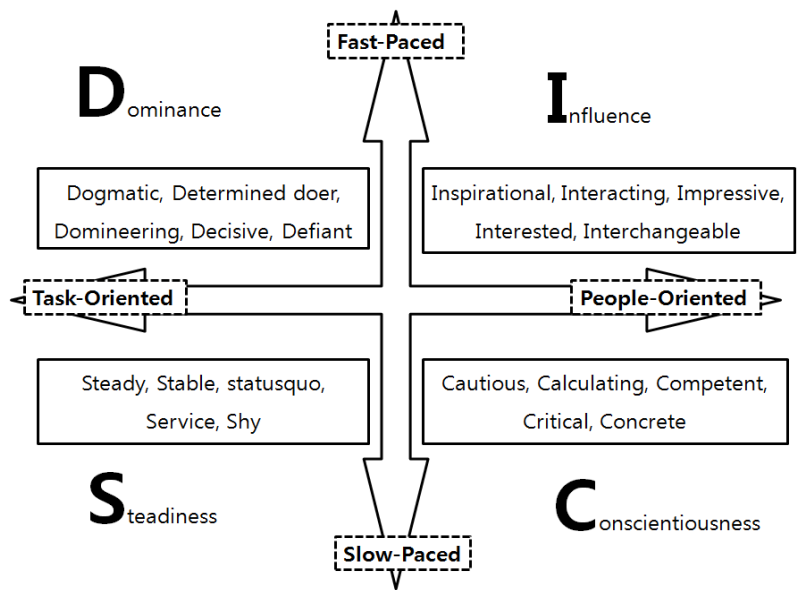 Fast-Paced
Dominance
Influence
Dogmatic, Determined doer,
Domineering, Decisive, Defiant
Inspirational, Interacting, Impressive,
Interested, Interchangeable
Task-Oriented
People-Oriented
Steady, Stable, statusquo,
Service, Shy
Cautious, Calculating, Competent,
Critical, Concrete
Steadiness
Conscientiousness
Slow-Paced